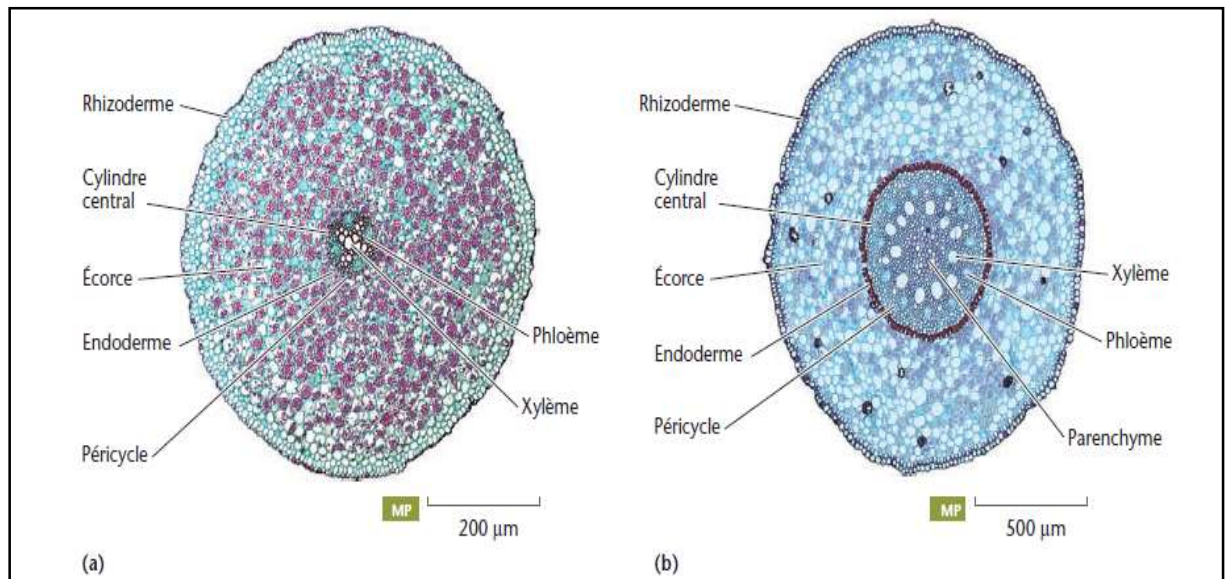 Rhizoderme
Cylindre
central
Écorce
Endoderme
Péricycle
Phloème
Xylème
MP
200 µm
(a)
Rhizoderme
Cylindre
central
Écorce
Endoderme
Péricycle
Xylème
Phloème
Parenchyme
MP
500 µm
(b)